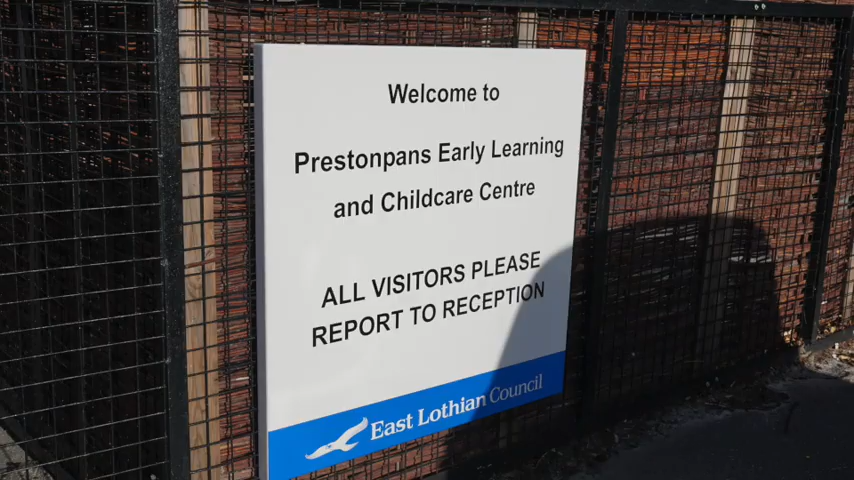 Welcome to
Prestonpans Early Learning
and Childcare Centre
ALL VISITORS PLEASE
REPORT TO RECEPTION
East Lothian Council